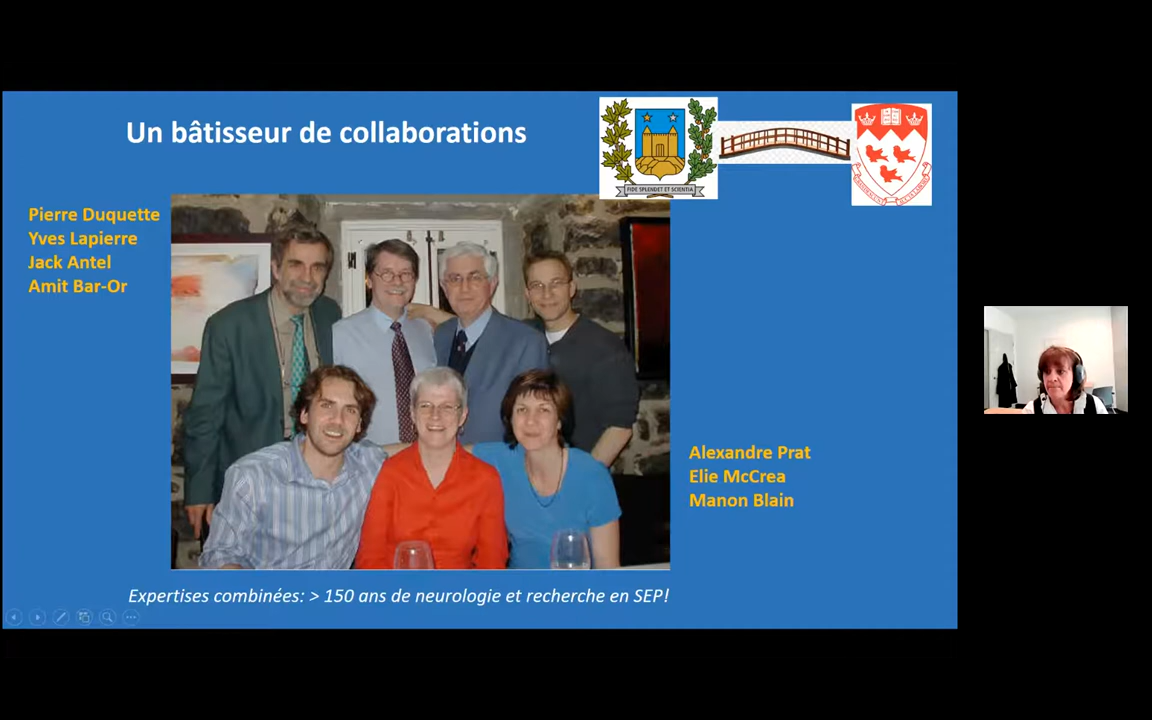 Un bâtisseur de collaborations
FIDE SPLENDET ET SCIENTIA
Pierre Duquette
Yves Lapierre
Jack Antel
Amit Bar-Or
Alexandre Prat
Elie McCrea
Manon Blain
Expertises combinées: > 150 ans de neurologie et recherche en SEP!